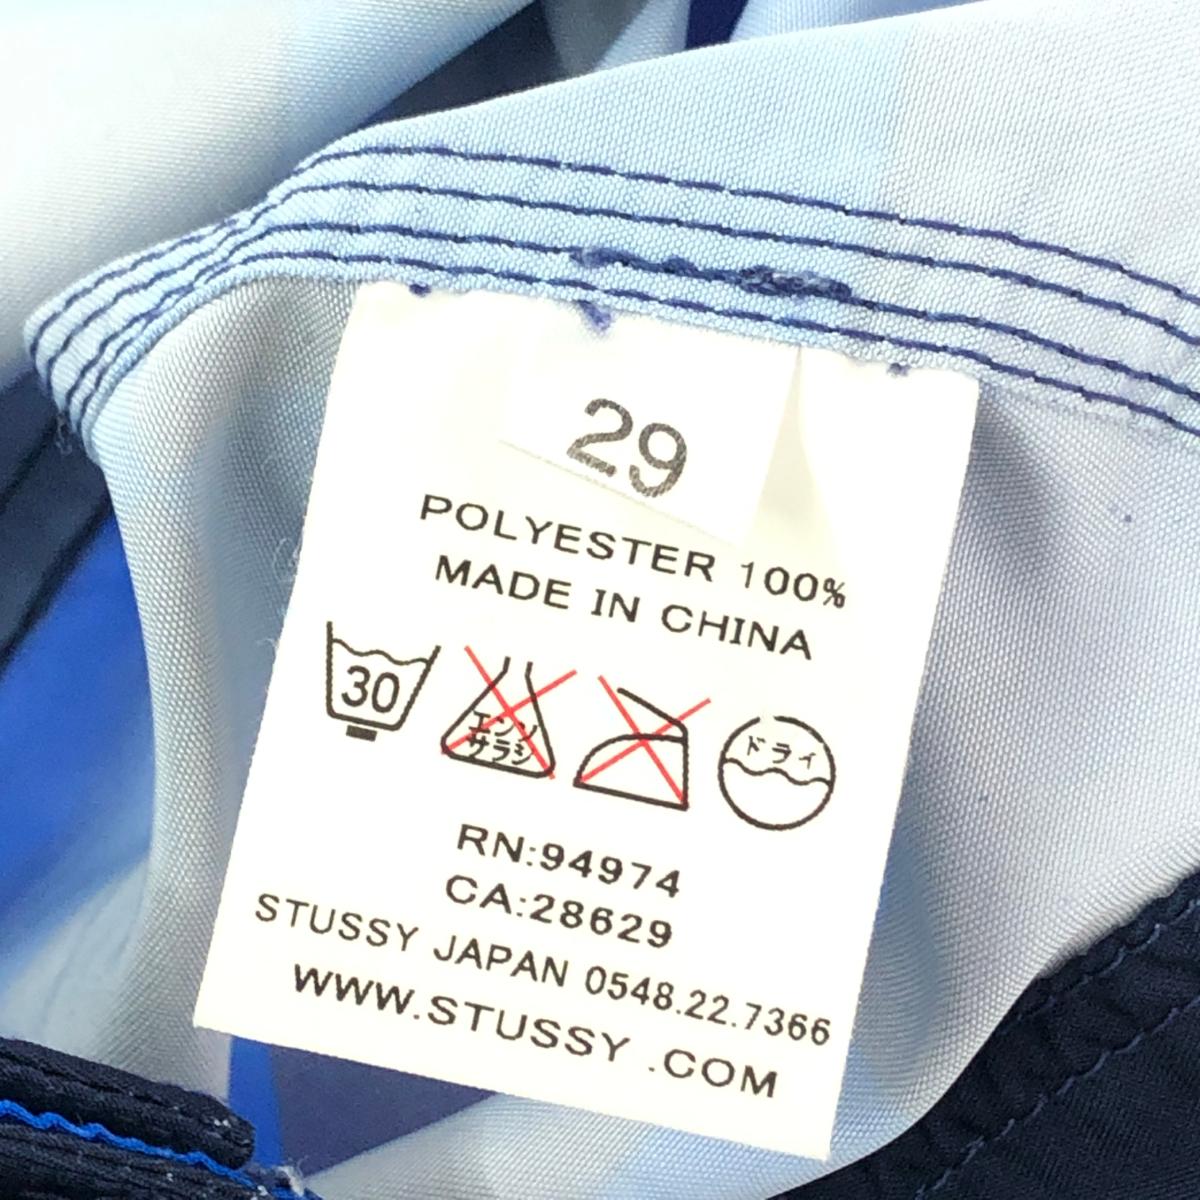 29
POLYESTER 100%
MADE IN CHINA
30
エンソ
サラシ
ドライ
RN:94974
CA:28629
STUSSY JAPAN 0548.22.7366
WWW.STUSSY .COM